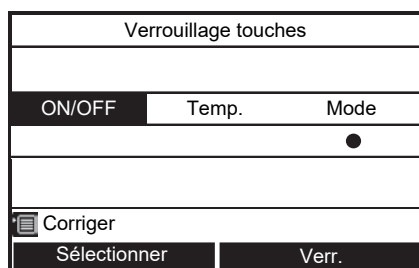 Verrouillage touches
ON/OFF Temp. Mode
Corriger
Sélectionner Verr.